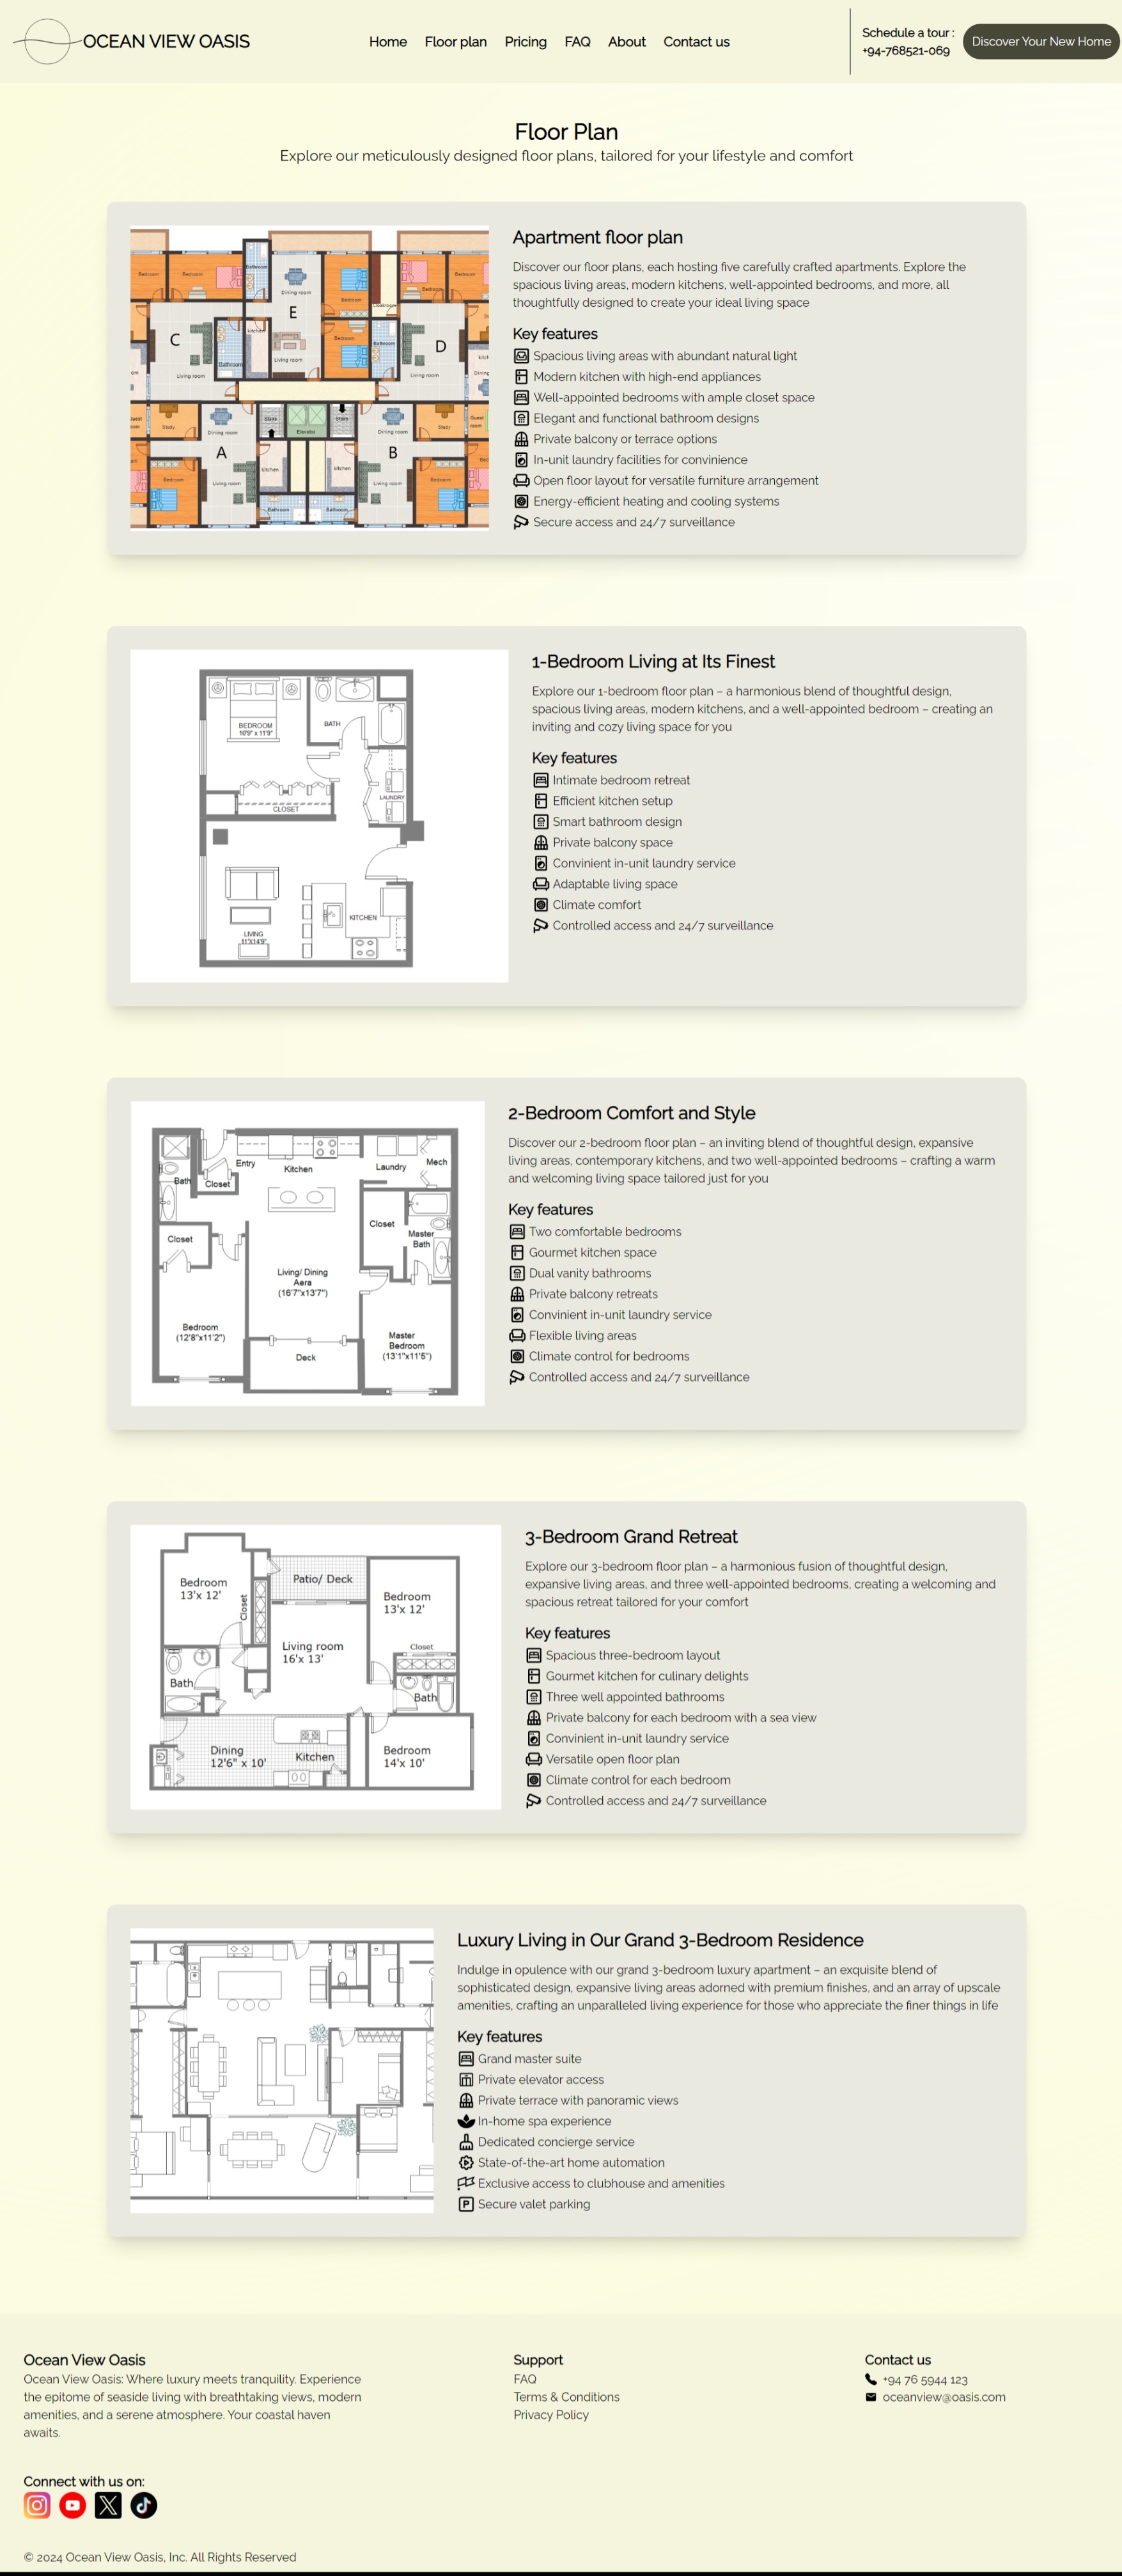 OCEAN VIEW OASIS
Home
Floor plan
Pricing
FAQ
About
Contact us
Schedule a tour :
+94-768521-069
Discover Your New Home
Floor Plan
Explore our meticulously designed floor plans, tailored for your lifestyle and comfort
Bedroom
Bedroom
Bathroom
Dining room
Bedroom
Bedroom
Bedroom
C
E
D
Kitchen
Bathroom
Living room
Bedroom
Bathroom
Living room
Living room
Study
Dining room
Stairs
Elevator
Stairs
Dining room
Study
Guest room
A
B
Bedroom
Living room
Kitchen
Kitchen
Living room
Bedroom
Bathroom
Bathroom
Apartment floor plan
Discover our floor plans, each hosting five carefully crafted apartments. Explore the
spacious living areas, modern kitchens, well-appointed bedrooms, and more, all
thoughtfully designed to create your ideal living space
Key features
Spacious living areas with abundant natural light
Modern kitchen with high-end appliances
Well-appointed bedrooms with ample closet space
Elegant and functional bathroom designs
Private balcony or terrace options
In-unit laundry facilities for convinience
Open floor layout for versatile furniture arrangement
Energy-efficient heating and cooling systems
Secure access and 24/7 surveillance
BEDROOM
10'9" x 11'9"
BATH
CLOSET
LAUNDRY
KITCHEN
LIVING
11'X14'9"
1-Bedroom Living at Its Finest
Explore our 1-bedroom floor plan – a harmonious blend of thoughtful design,
spacious living areas, modern kitchens, and a well-appointed bedroom – creating an
inviting and cozy living space for you
Key features
Intimate bedroom retreat
Efficient kitchen setup
Smart bathroom design
Private balcony space
Convinient in-unit laundry service
Adaptable living space
Climate comfort
Controlled access and 24/7 surveillance
Bath
Closet
Entry
Kitchen
Laundry
Mech
Closet
Closet
Master
Bath
Living/ Dining
Aera
(16'7"x13'7")
Bedroom
(12'8"x11'2")
Deck
Master
Bedroom
(13'1"x11'5")
2-Bedroom Comfort and Style
Discover our 2-bedroom floor plan – an inviting blend of thoughtful design, expansive
living areas, contemporary kitchens, and two well-appointed bedrooms – crafting a warm
and welcoming living space tailored just for you
Key features
Two comfortable bedrooms
Gourmet kitchen space
Dual vanity bathrooms
Private balcony retreats
Convinient in-unit laundry service
Flexible living areas
Climate control for bedrooms
Controlled access and 24/7 surveillance
Bedroom
13'x 12'
Closet
Patio/ Deck
Bedroom
13'x 12'
Living room
16'x 13'
Closet
Bath
Bath
Dining
12'6" x 10'
Kitchen
Bedroom
14'x 10'
3-Bedroom Grand Retreat
Explore our 3-bedroom floor plan – a harmonious fusion of thoughtful design,
expansive living areas, and three well-appointed bedrooms, creating a welcoming and
spacious retreat tailored for your comfort
Key features
Spacious three-bedroom layout
Gourmet kitchen for culinary delights
Three well appointed bathrooms
Private balcony for each bedroom with a sea view
Convinient in-unit laundry service
Versatile open floor plan
Climate control for each bedroom
Controlled access and 24/7 surveillance
Luxury Living in Our Grand 3-Bedroom Residence
Indulge in opulence with our grand 3-bedroom luxury apartment – an exquisite blend of
sophisticated design, expansive living areas adorned with premium finishes, and an array of upscale
amenities, crafting an unparalleled living experience for those who appreciate the finer things in life
Key features
Grand master suite
Private elevator access
Private terrace with panoramic views
In-home spa experience
Dedicated concierge service
State-of-the-art home automation
Exclusive access to clubhouse and amenities
P
Secure valet parking
Ocean View Oasis
Ocean View Oasis: Where luxury meets tranquility. Experience
the epitome of seaside living with breathtaking views, modern
amenities, and a serene atmosphere. Your coastal haven
awaits.
Support
FAQ
Terms & Conditions
Privacy Policy
Contact us
+94 76 5944 123
oceanview@oasis.com
Connect with us on:
© 2024 Ocean View Oasis, Inc. All Rights Reserved